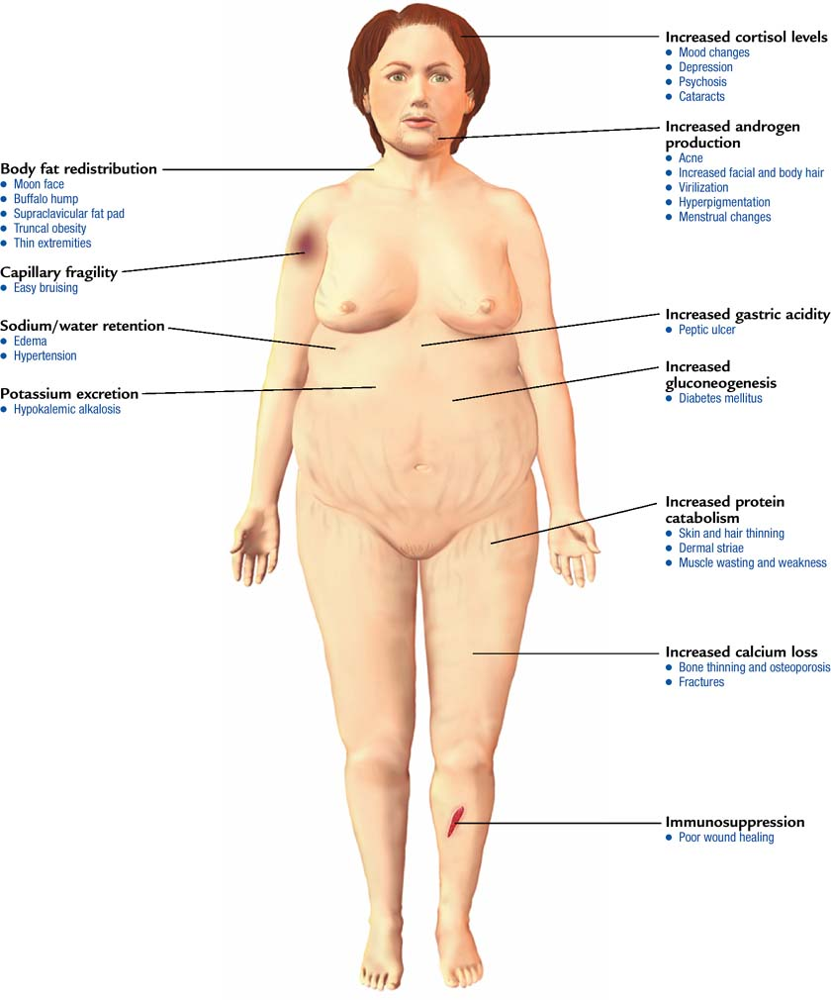 Increased cortisol levels
● Mood changes
● Depression
● Psychosis
● Cataracts
Increased androgen
production
● Acne
● Increased facial and body hair
● Virilization
● Hyperpigmentation
● Menstrual changes
Body fat redistribution
● Moon face
● Buffalo hump
● Supraclavicular fat pad
● Truncal obesity
● Thin extremities
Capillary fragility
● Easy bruising
Sodium/water retention
● Edema
● Hypertension
Potassium excretion
● Hypokalemic alkalosis
Increased gastric acidity
● Peptic ulcer
Increased
gluconeogenesis
● Diabetes mellitus
Increased protein
catabolism
● Skin and hair thinning
● Dermal striae
● Muscle wasting and weakness
Increased calcium loss
● Bone thinning and osteoporosis
● Fractures
Immunosuppression
● Poor wound healing